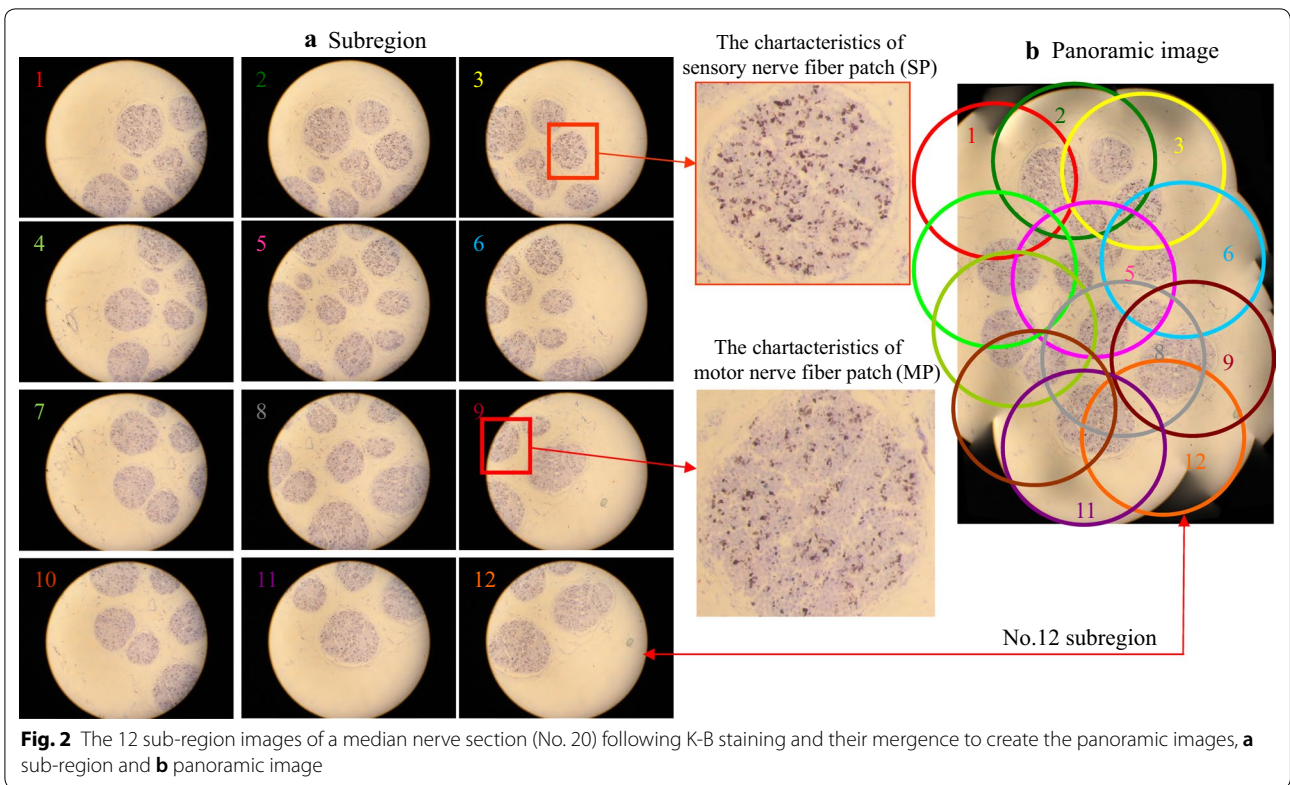 a Subregion
1
2
3
4
5
6
7
8
9
10
11
12
The chartacteristics of
sensory nerve fiber patch (SP)
The chartacteristics of
motor nerve fiber patch (MP)
b Panoramic image
1
2
3
5
6
8
9
11
12
No.12 subregion
Fig. 2 The 12 sub-region images of a median nerve section (No. 20) following K-B staining and their mergence to create the panoramic images, a
sub-region and b panoramic image